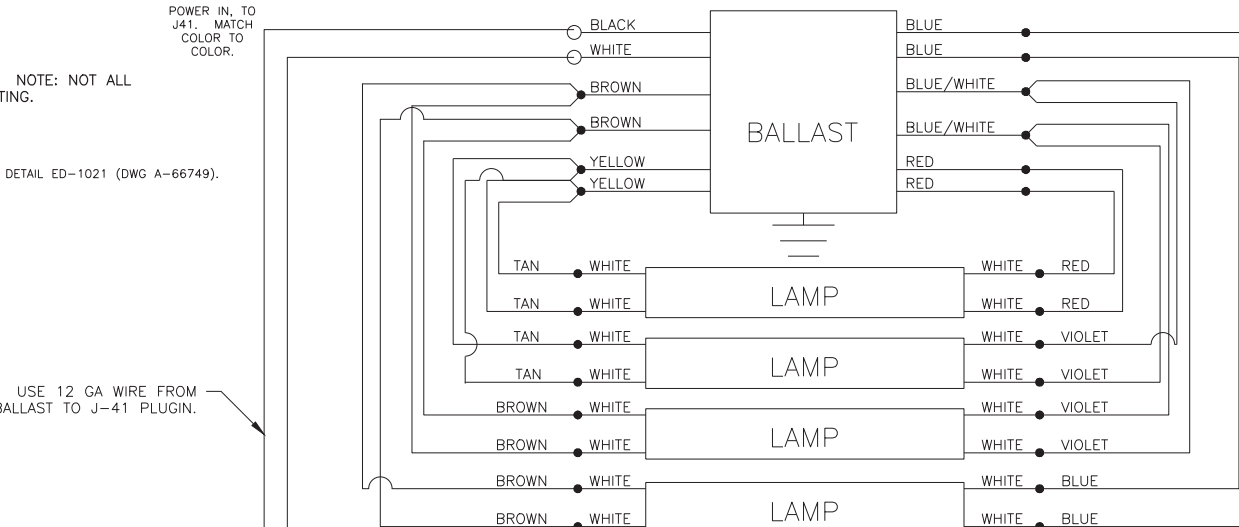 POWER IN, TO
J41. MATCH
COLOR TO
COLOR.
NOTE: NOT ALL
TING.
DETAIL ED-1021 (DWG A-66749).
USE 12 GA WIRE FROM
BALLAST TO J-41 PLUGIN.
BLACK
WHITE
BROWN
BROWN
YELLOW
YELLOW
BALLAST
BLUE
BLUE
BLUE/WHITE
BLUE/WHITE
RED
RED
TAN WHITE WHITE RED
LAMP
TAN WHITE WHITE RED
TAN WHITE WHITE VIOLET
LAMP
TAN WHITE WHITE VIOLET
BROWN WHITE WHITE VIOLET
LAMP
BROWN WHITE WHITE VIOLET
BROWN WHITE WHITE BLUE
LAMP
BROWN WHITE WHITE BLUE